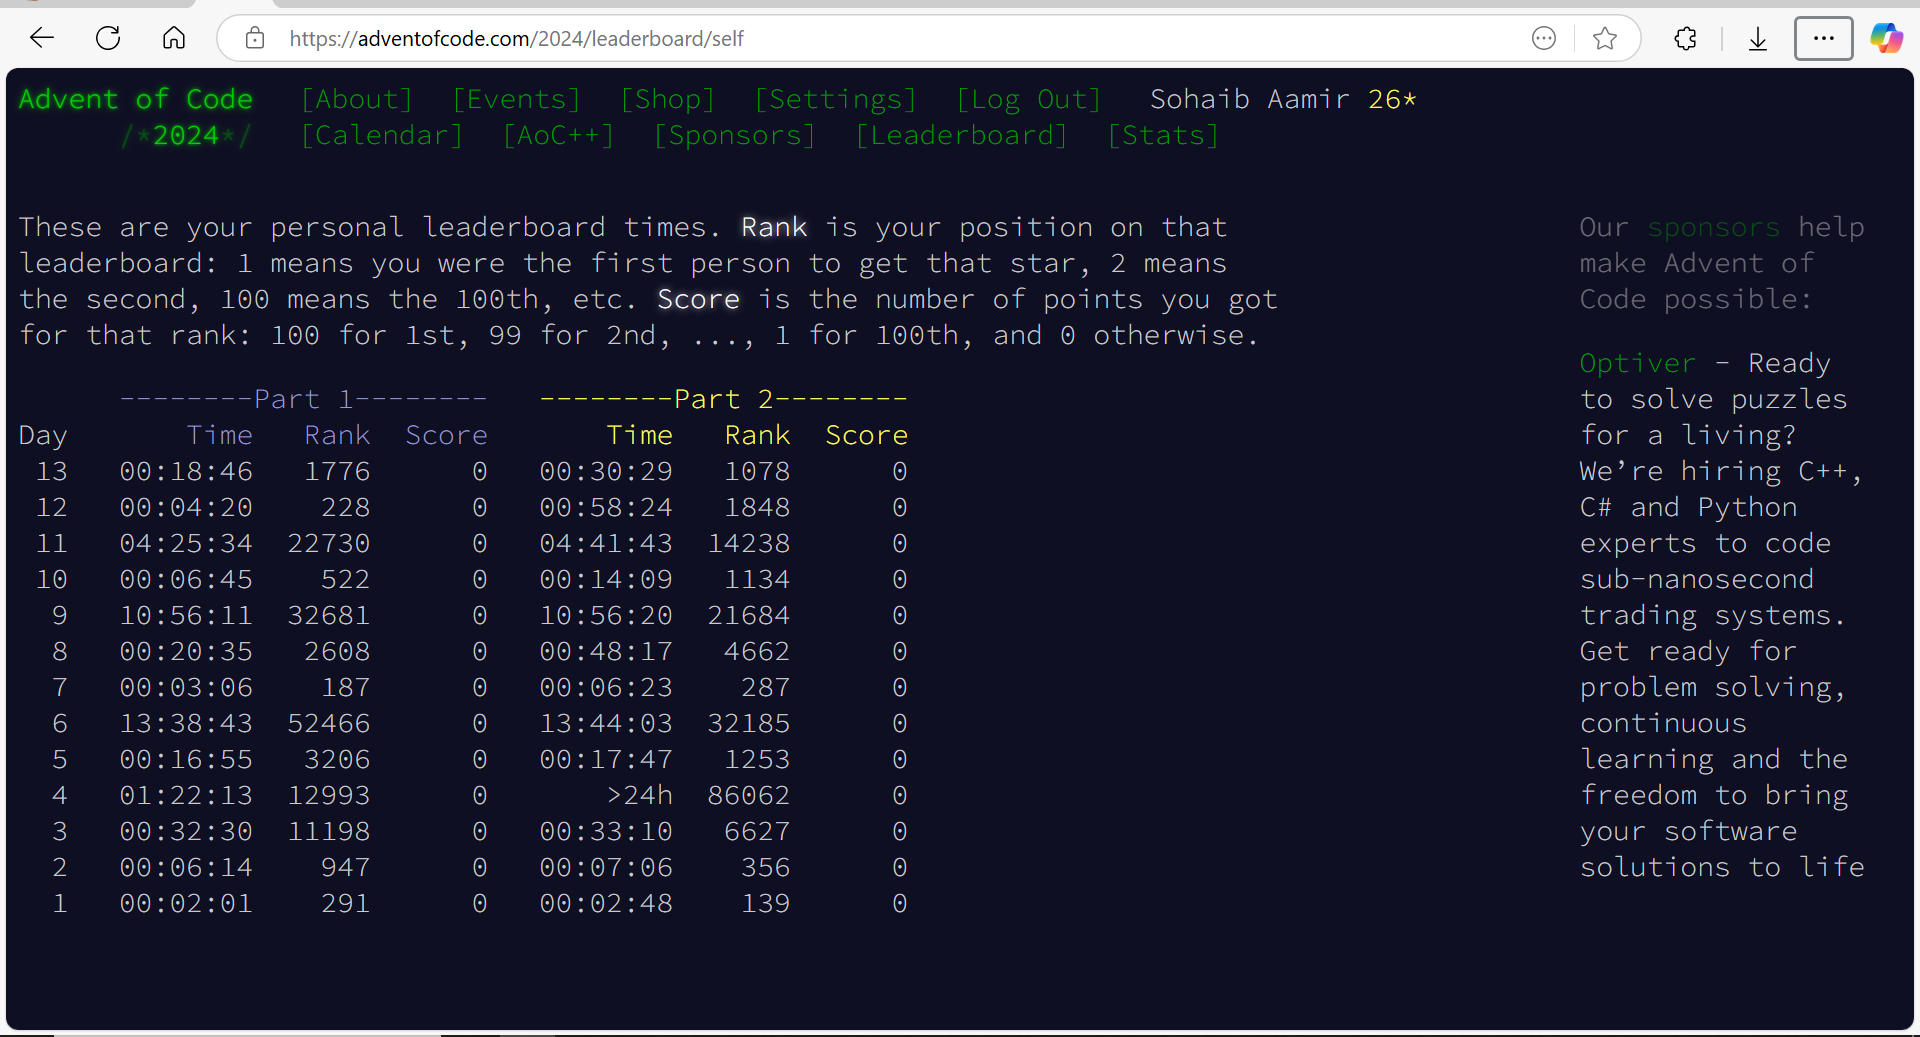 https://adventofcode.com/2024/leaderboard/self
Advent of Code [About] [Events] [Shop] [Settings] [Log Out] Sohaib Aamir 26*
/*2024*/ [Calendar] [AoC++] [Sponsors] [Leaderboard] [Stats]
These are your personal leaderboard times. Rank is your position on that
leaderboard: 1 means you were the first person to get that star, 2 means
the second, 100 means the 100th, etc. Score is the number of points you got
for that rank: 100 for 1st, 99 for 2nd, ..., 1 for 100th, and 0 otherwise.
--------Part 1-------- --------Part 2--------
Day Time Rank Score Time Rank Score
13 00:18:46 1776 0 00:30:29 1078 0
12 00:04:20 228 0 00:58:24 1848 0
11 04:25:34 22730 0 04:41:43 14238 0
10 00:06:45 522 0 00:14:09 1134 0
9 10:56:11 32681 0 10:56:20 21684 0
8 00:20:35 2608 0 00:48:17 4662 0
7 00:03:06 187 0 00:06:23 287 0
6 13:38:43 52466 0 13:44:03 32185 0
5 00:16:55 3206 0 00:17:47 1253 0
4 01:22:13 12993 0 >24h 86062 0
3 00:32:30 11198 0 00:33:10 6627 0
2 00:06:14 947 0 00:07:06 356 0
1 00:02:01 291 0 00:02:48 139 0
Our sponsors help
make Advent of
Code possible:
Optiver - Ready
to solve puzzles
for a living?
We’re hiring C++,
C# and Python
experts to code
sub-nanosecond
trading systems.
Get ready for
problem solving,
continuous
learning and the
freedom to bring
your software
solutions to life